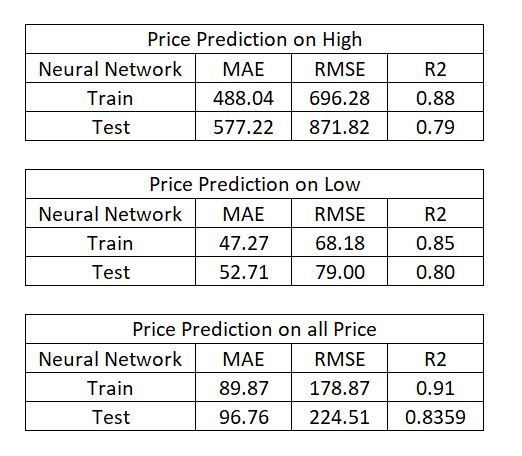 Price Prediction on High
Neural Network MAE RMSE R2
Train 488.04 696.28 0.88
Test 577.22 871.82 0.79
Price Prediction on Low
Neural Network MAE RMSE R2
Train 47.27 68.18 0.85
Test 52.71 79.00 0.80
Price Prediction on all Price
Neural Network MAE RMSE R2
Train 89.87 178.87 0.91
Test 96.76 224.51 0.8359